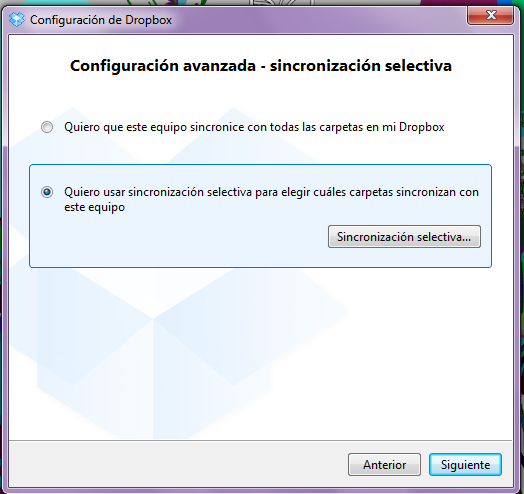 Configuración de Dropbox
Configuración avanzada - sincronización selectiva
Quiero que este equipo sincronice con todas las carpetas en mi Dropbox
Quiero usar sincronización selectiva para elegir cuáles carpetas sincronizan con
este equipo
Sincronización selectiva...
Anterior
Siguiente